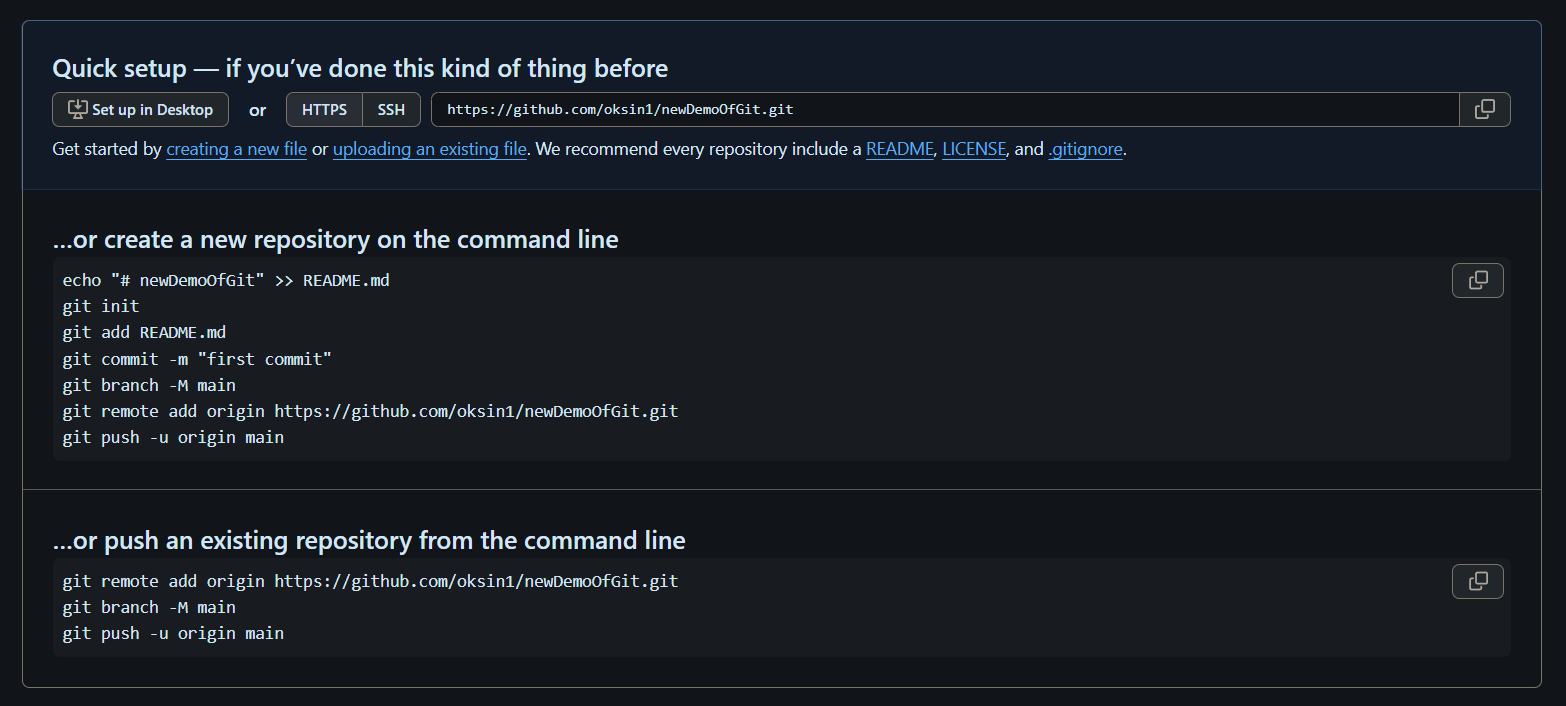 Quick setup — if you’ve done this kind of thing before
Set up in Desktop or HTTPS SSH https://github.com/oksin1/newDemoOfGit.git
Get started by creating a new file or uploading an existing file. We recommend every repository include a README, LICENSE, and .gitignore.
…or create a new repository on the command line
echo "# newDemoOfGit" >> README.md
git init
git add README.md
git commit -m "first commit"
git branch -M main
git remote add origin https://github.com/oksin1/newDemoOfGit.git
git push -u origin main
…or push an existing repository from the command line
git remote add origin https://github.com/oksin1/newDemoOfGit.git
git branch -M main
git push -u origin main